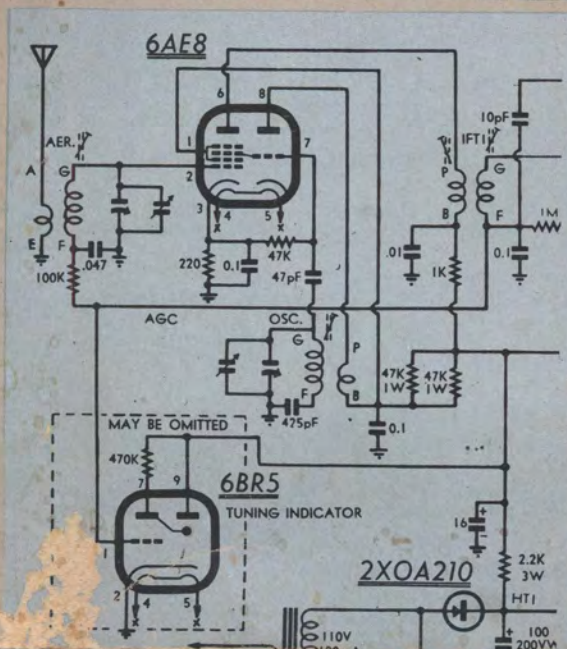 6AE8
6
8
10pF
AER.
1
7
IFT1
A
G
2
P
G
3
4
5
x
x
B
F
1M
E
F
.047
220
0.1
47K
47pF
.01
1K
0.1
100K
AGC
OSC.
G
P
47K
1W
47K
1W
F
B
425pF
0.1
MAY BE OMITTED
470K
7
9
6BR5
TUNING INDICATOR
16
+
1
2XOA210
2.2K
3W
2
4
5
x
x
HT1
110V
+
100
200VW